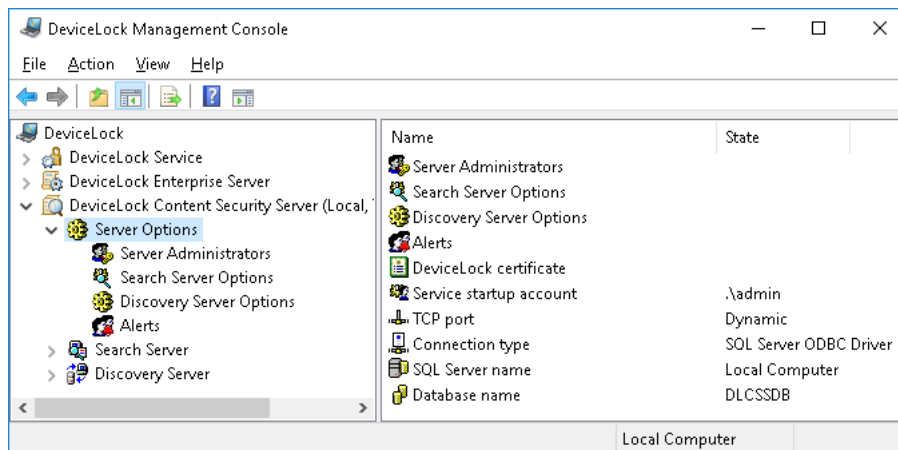 DeviceLock Management Console
File Action View Help
DeviceLock
DeviceLock Service
DeviceLock Enterprise Server
DeviceLock Content Security Server (Local,
Server Options
Server Administrators
Search Server Options
Discovery Server Options
Alerts
Search Server
Discovery Server
Name State
Server Administrators
Search Server Options
Discovery Server Options
Alerts
DeviceLock certificate
Service startup account .\admin
TCP port Dynamic
Connection type SQL Server ODBC Driver
SQL Server name Local Computer
Database name DLCSSDB
Local Computer